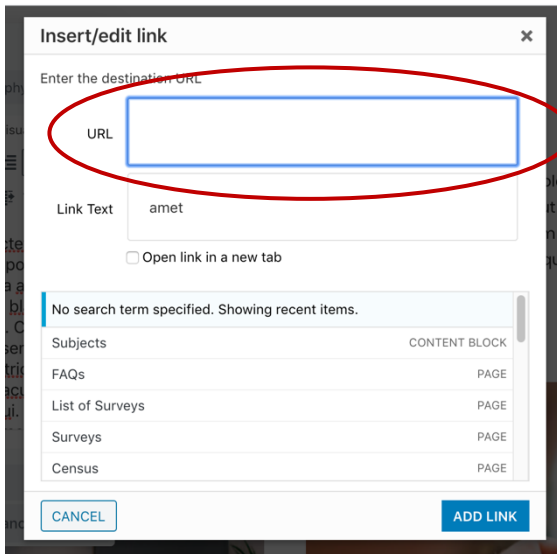 Insert/edit link ×
Enter the destination URL
URL
Link Text amet
Open link in a new tab
No search term specified. Showing recent items.
Subjects CONTENT BLOCK
FAQs PAGE
List of Surveys PAGE
Surveys PAGE
Census PAGE
CANCEL ADD LINK